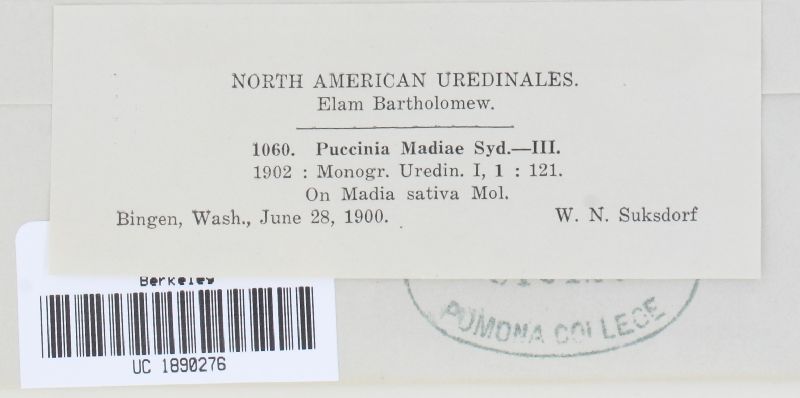 NORTH AMERICAN UREDINALES.
Elam Bartholomew.
1060. Puccinia Madiae Syd.—III.
1902 : Monogr. Uredin. I, 1 : 121.
On Madia sativa Mol.
Bingen, Wash., June 28, 1900. W. N. Suksdorf
Berkeley
UC 1890276
POMONA COLLEGE